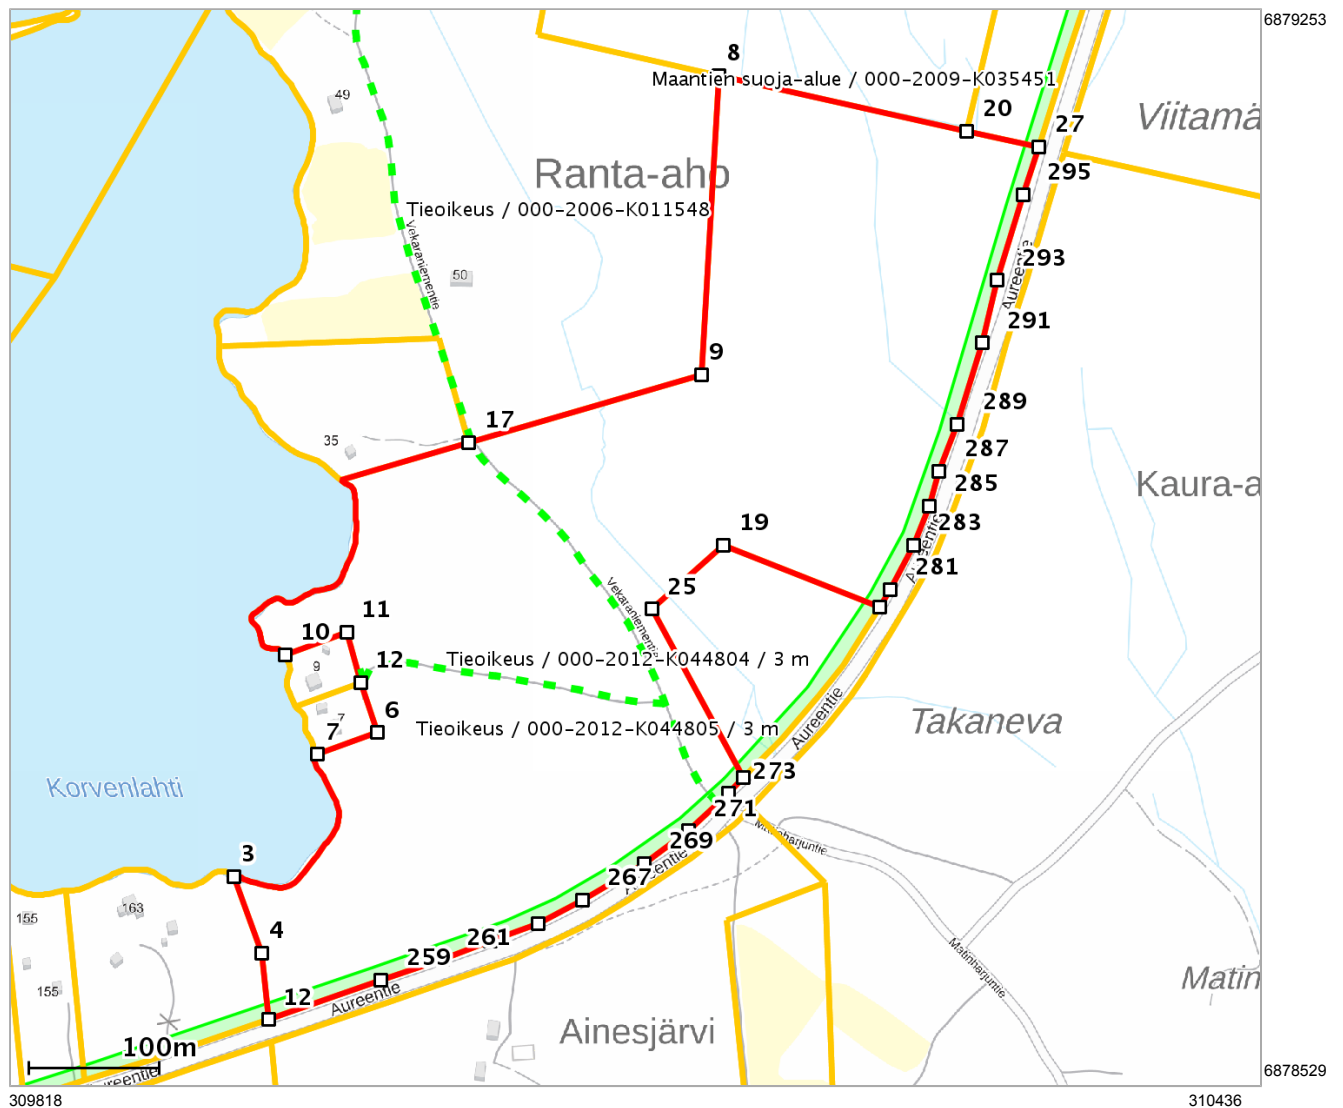 6879253
8
Maantien suoja-alue / 000-2009-K035451
49
20
27
Viitamä
Ranta-aho
295
Tieoikeus / 000-2006-K011548
Vekaraniementie
293
50
Aureentie
291
9
289
17
35
287
285
Kaura-a
283
19
Aureentie
281
25
Vekaraniementie
11
10
12
9
Tieoikeus / 000-2012-K044804 / 3 m
6
7
7
Tieoikeus / 000-2012-K044805 / 3 m
Aureentie
Takaneva
273
Korvenlahti
271
Matinharjuntie
269
Aureentie
3
267
163
155
4
261
259
Matinharjuntie
Matin
155
12
Aureentie
Ainesjärvi
100m
Aureentie
6878529
309818
310436